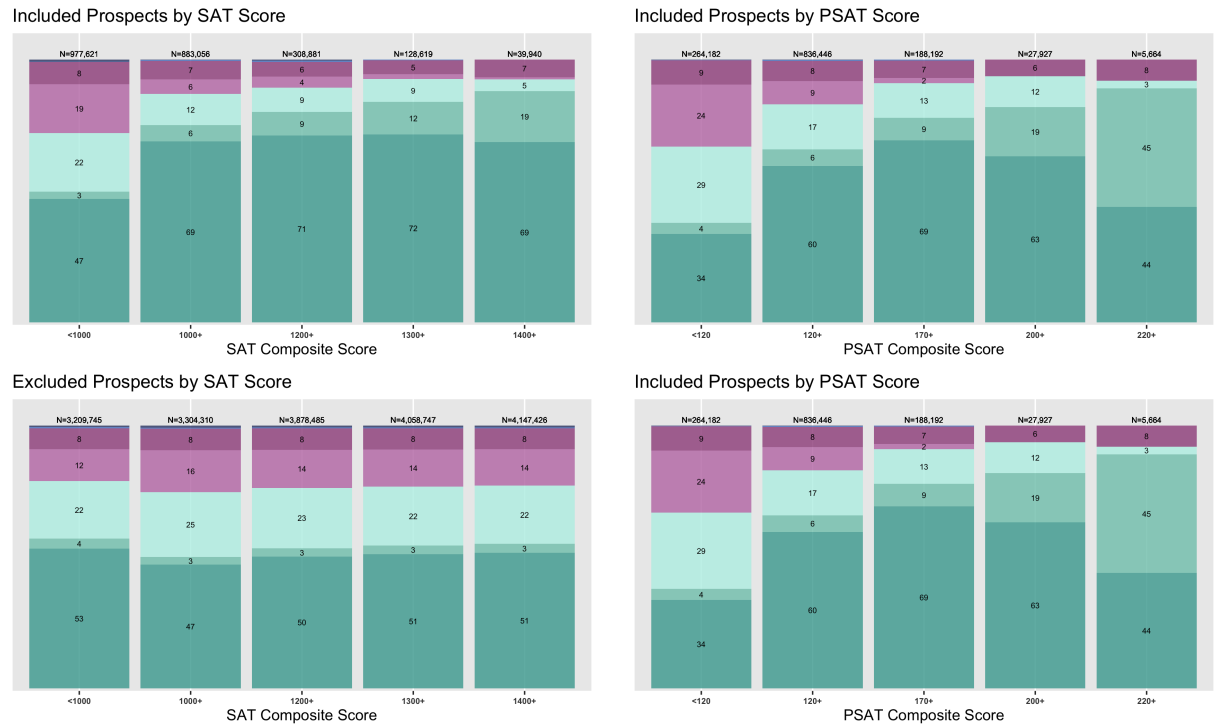 Included Prospects by SAT Score
N=977,621 N=883,056 N=308,881 N=128,619 N=39,940
8 7 6 5 7
19 6 4 9 5
22 12 9 12 19
3 6 9
47 69 71 72 69
<1000 1000+ 1200+ 1300+ 1400+
SAT Composite Score
Included Prospects by PSAT Score
N=264,182 N=836,446 N=188,192 N=27,927 N=5,664
9 8 7 6 8
24 9 2 12 3
29 17 13 19 45
4 6 9
34 60 69 63 44
<120 120+ 170+ 200+ 220+
PSAT Composite Score
Excluded Prospects by SAT Score
N=3,209,745 N=3,304,310 N=3,878,485 N=4,058,747 N=4,147,426
8 8 8 8 8
12 16 14 14 14
22 25 23 22 22
4 3 3 3 3
53 47 50 51 51
<1000 1000+ 1200+ 1300+ 1400+
SAT Composite Score
Included Prospects by PSAT Score
N=264,182 N=836,446 N=188,192 N=27,927 N=5,664
9 8 7 6 8
24 9 2 12 3
29 17 13 19 45
4 6 9
34 60 69 63 44
<120 120+ 170+ 200+ 220+
PSAT Composite Score